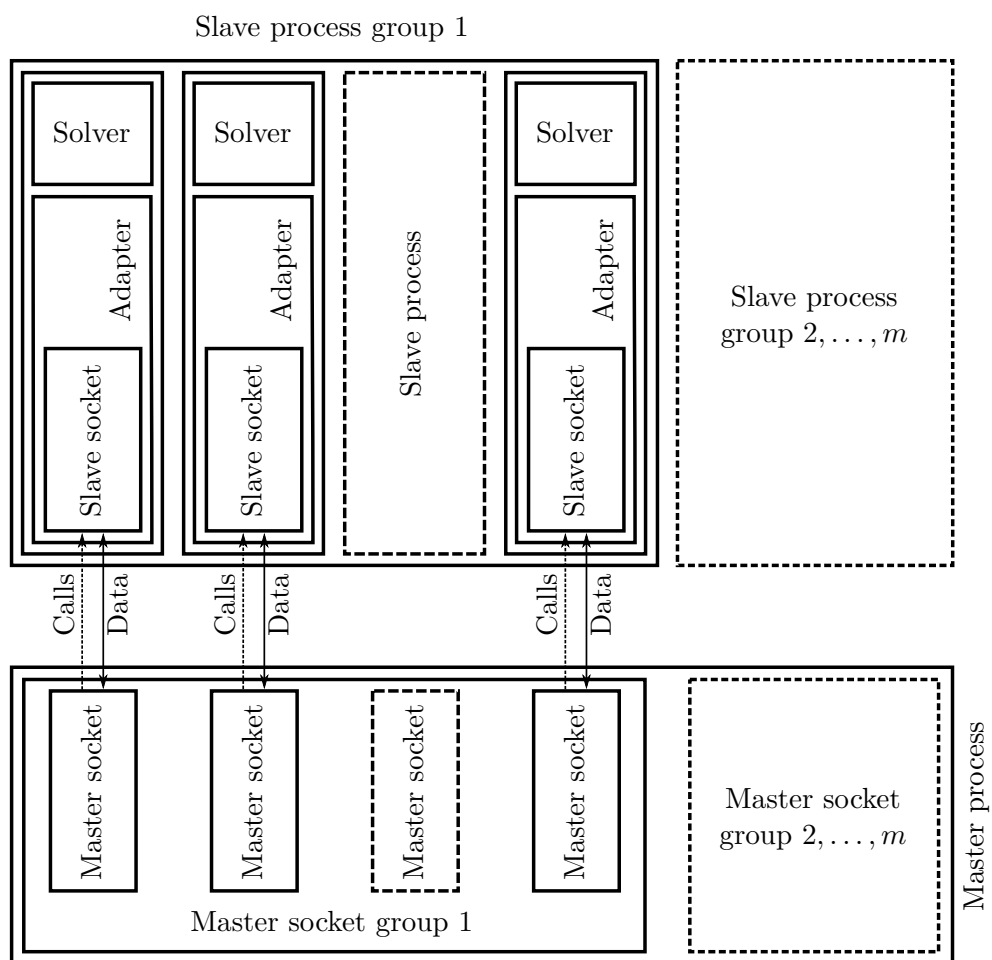 Slave process group 1
Solver
Solver
Solver
Adapter
Adapter
Slave process
Adapter
Slave process
group 2, . . . , m
Slave socket
Slave socket
Slave socket
Calls
Data
Calls
Data
Calls
Data
Master socket
Master socket
Master socket
Master socket
Master socket
group 2, . . . , m
Master process
Master socket group 1